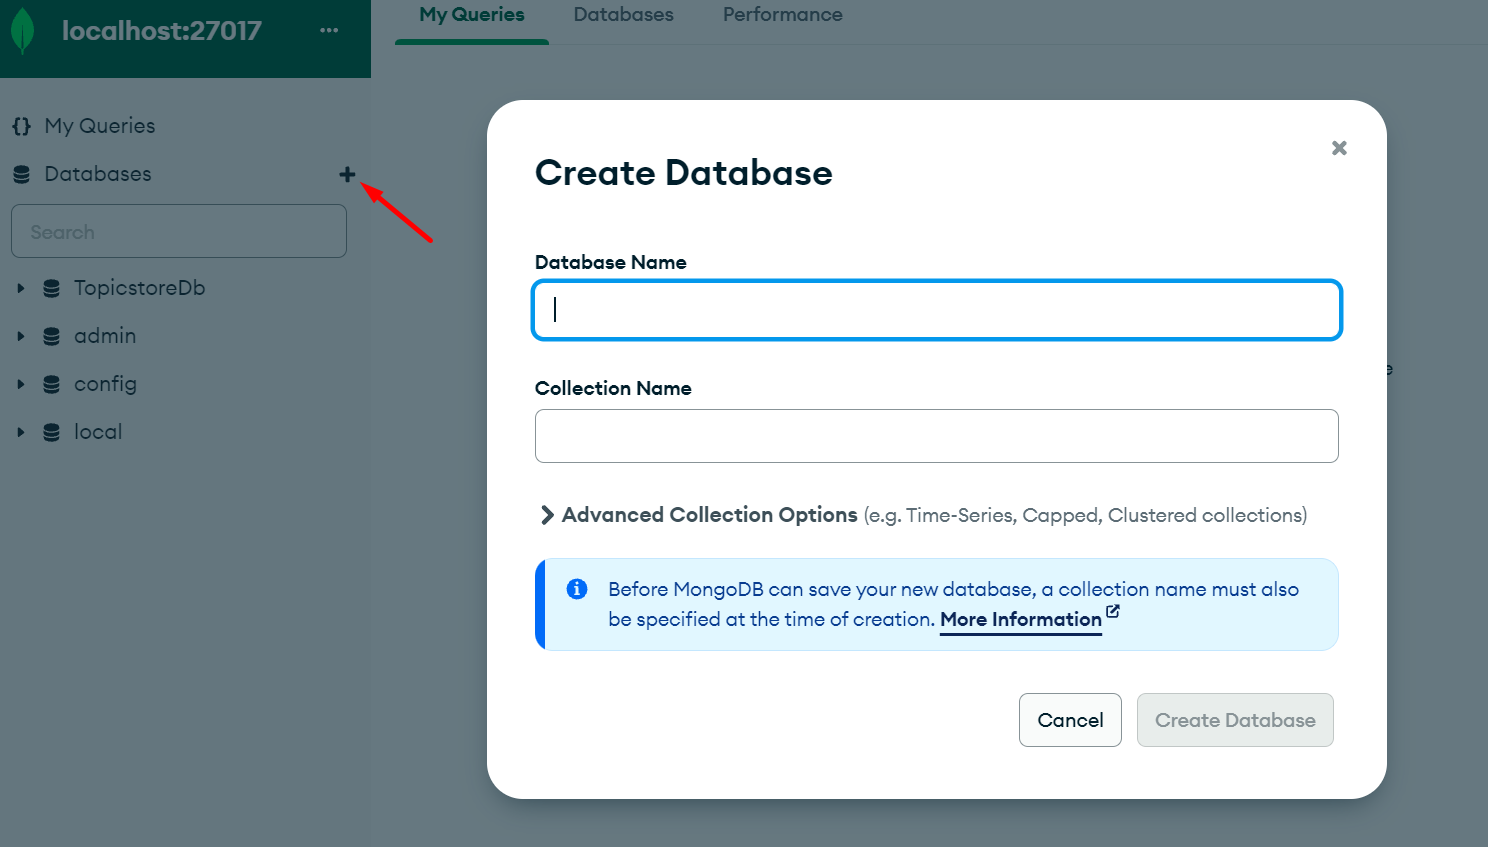 localhost:27017
My Queries
Databases
Performance
{} My Queries
Databases
Search
TopicstoreDb
admin
config
local
Create Database
Database Name
Collection Name
Advanced Collection Options (e.g. Time-Series, Capped, Clustered collections)
Before MongoDB can save your new database, a collection name must also
be specified at the time of creation. More Information
Cancel
Create Database
e